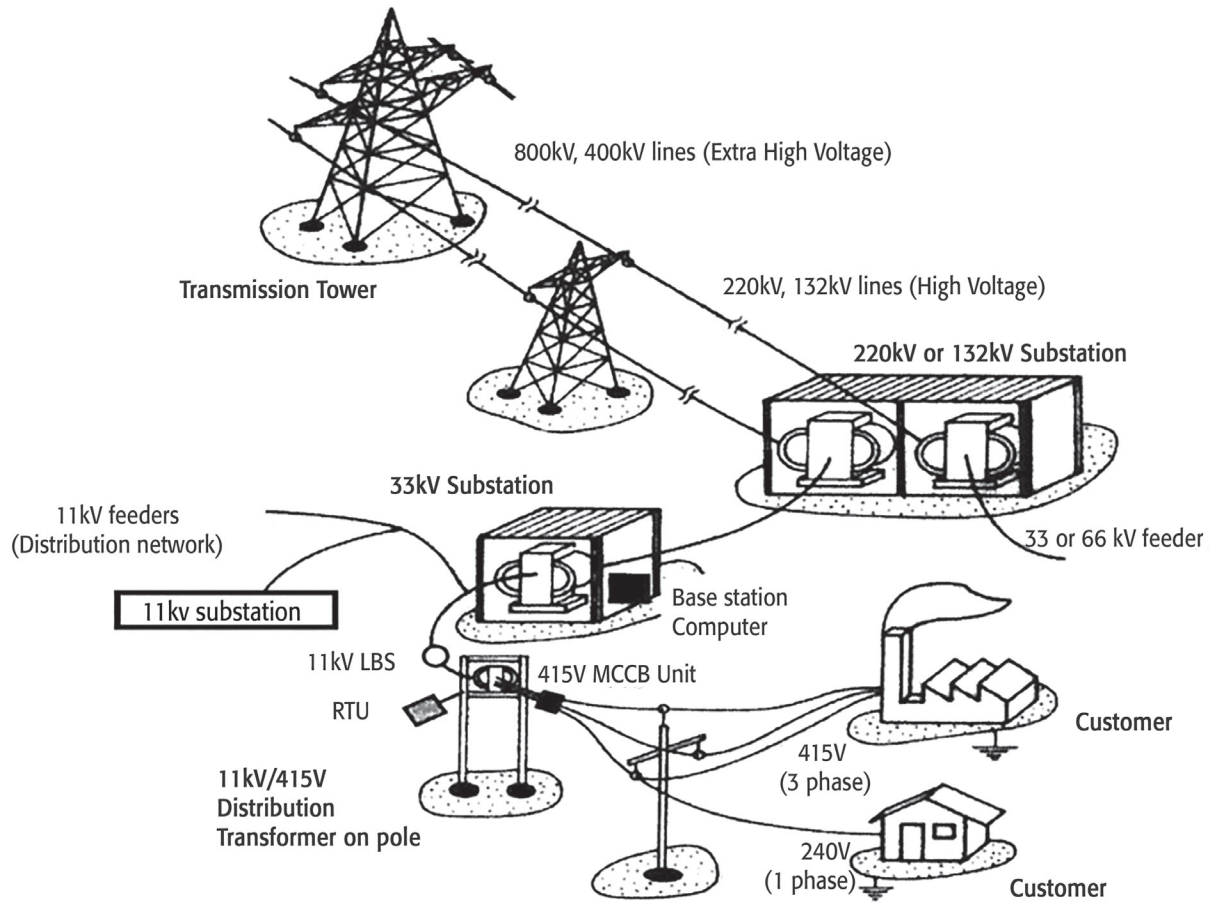 800kV, 400kV lines (Extra High Voltage)
Transmission Tower
220kV, 132kV lines (High Voltage)
220kV or 132kV Substation
33kV Substation
11kV feeders
(Distribution network)
33 or 66 kV feeder
11kv substation
Base station
Computer
11kV LBS
415V MCCB Unit
RTU
Customer
415V
(3 phase)
11kV/415V
Distribution
Transformer on pole
240V
(1 phase)
Customer